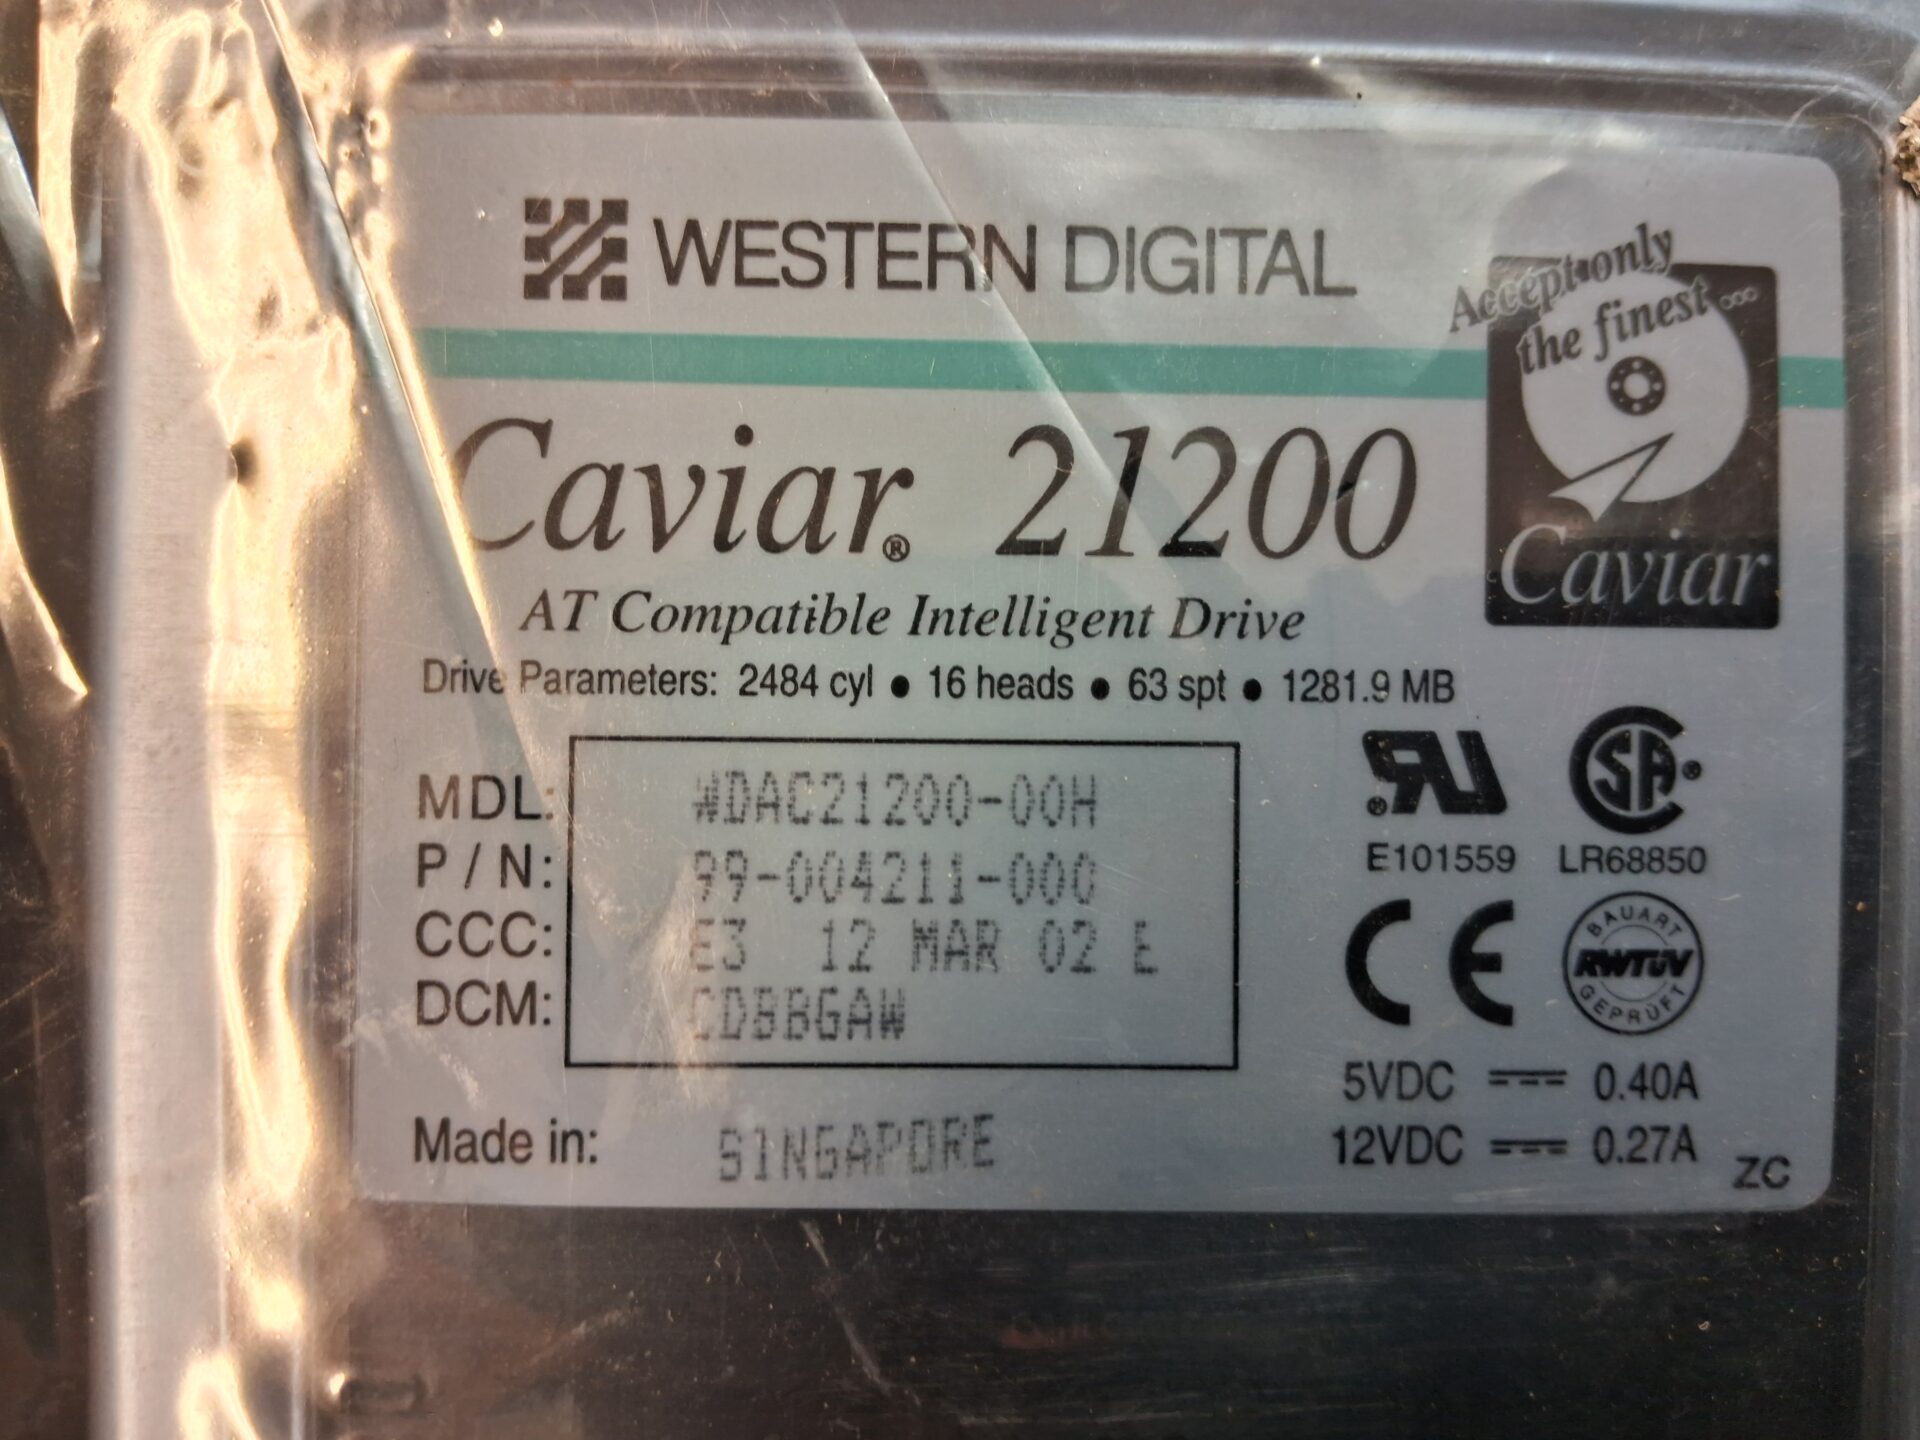 WESTERN DIGITAL
Accept only
the finest...
Caviar® 21200
Caviar
AT Compatible Intelligent Drive
Drive Parameters: 2484 cyl • 16 heads • 63 spt • 1281.9 MB
MDL: WDAC21200-00H
P/N: 99-004211-000
CCC: E3 12 MAR 02 E
DCM: CDBBGAW
Made in: SINGAPORE
RU®
E101559
SA®
LR68850
CE
BAUART
RWTÜV
GEPRÜFT
5VDC 0.40A
12VDC 0.27A
ZC